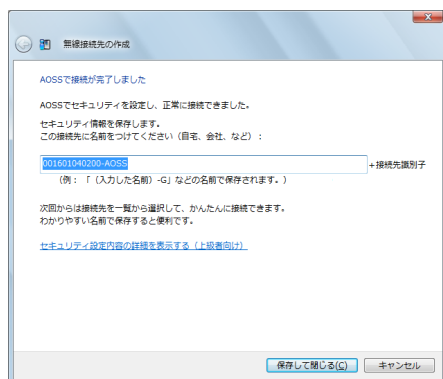 無線接続先の作成
AOSSで接続が完了しました
AOSSでセキュリティを設定し、正常に接続できました。
セキュリティ情報を保存します。
この接続先に名前をつけてください（自宅、会社、など）：
001601040200-AOSS +接続先識別子
（例：「（入力した名前）-G」などの名前で保存されます。）
次回からは接続先を一覧から選択して、かんたんに接続できます。
わかりやすい名前で保存すると便利です。
セキュリティ設定内容の詳細を表示する（上級者向け）
保存して閉じる(C) キャンセル